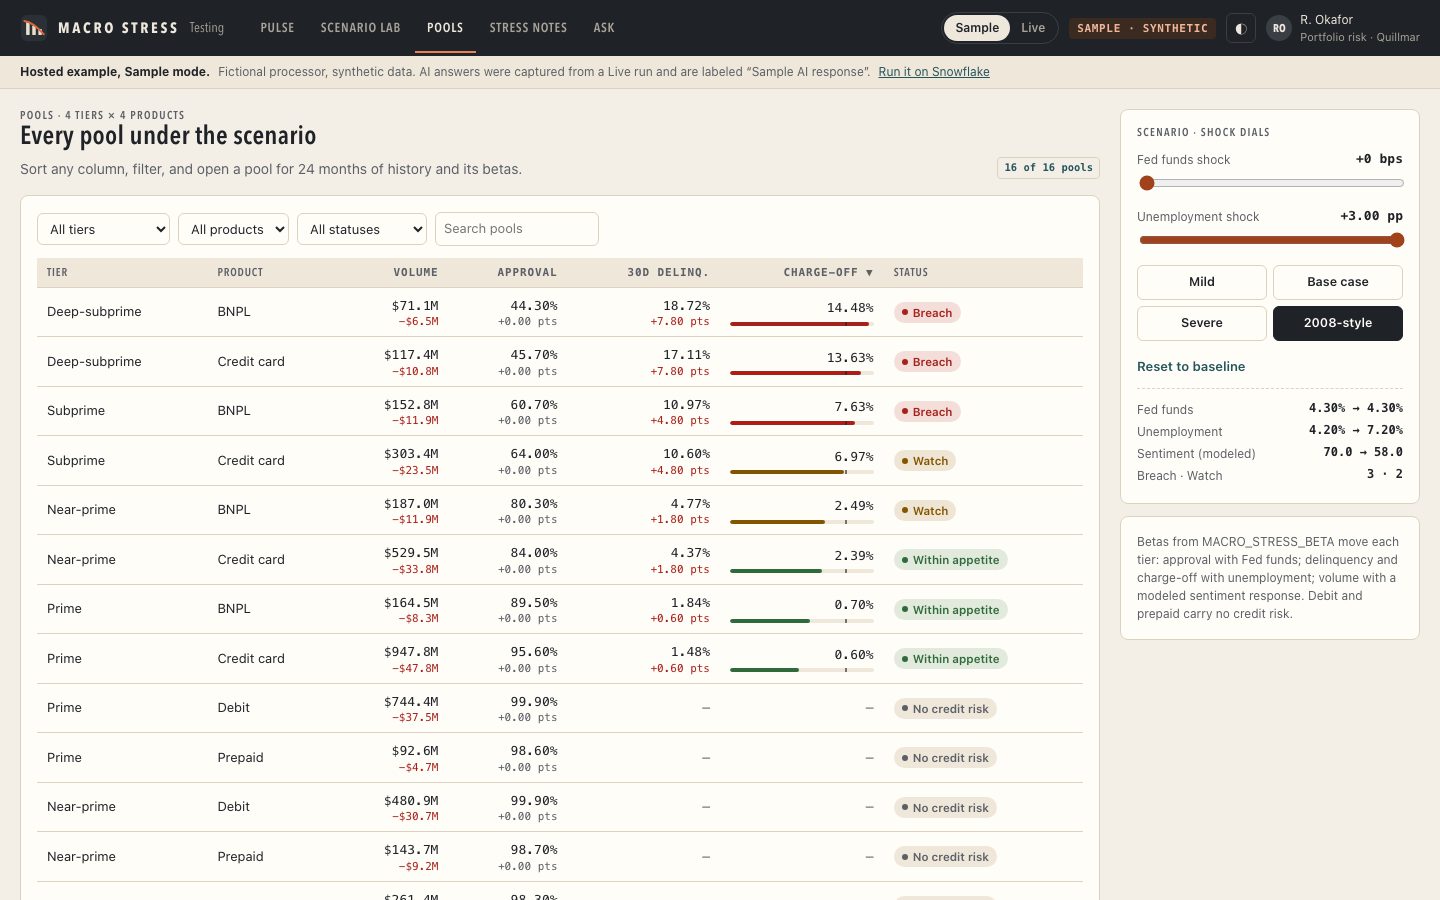 MACRO STRESS Testing
PULSE
SCENARIO LAB
POOLS
STRESS NOTES
ASK
Sample
Live
SAMPLE · SYNTHETIC
RO
R. Okafor
Portfolio risk · Quillmar
Hosted example, Sample mode. Fictional processor, synthetic data. AI answers were captured from a Live run and are labeled “Sample AI response”. Run it on Snowflake
POOLS · 4 TIERS × 4 PRODUCTS
Every pool under the scenario
Sort any column, filter, and open a pool for 24 months of history and its betas.
16 of 16 pools
All tiers
All products
All statuses
Search pools
TIER PRODUCT VOLUME APPROVAL 30D DELINQ. CHARGE-OFF ▼ STATUS
Deep-subprime BNPL $71.1M 44.30% 18.72% 14.48% Breach
−$6.5M +0.00 pts +7.80 pts
Deep-subprime Credit card $117.4M 45.70% 17.11% 13.63% Breach
−$10.8M +0.00 pts +7.80 pts
Subprime BNPL $152.8M 60.70% 10.97% 7.63% Breach
−$11.9M +0.00 pts +4.80 pts
Subprime Credit card $303.4M 64.00% 10.60% 6.97% Watch
−$23.5M +0.00 pts +4.80 pts
Near-prime BNPL $187.0M 80.30% 4.77% 2.49% Watch
−$11.9M +0.00 pts +1.80 pts
Near-prime Credit card $529.5M 84.00% 4.37% 2.39% Within appetite
−$33.8M +0.00 pts +1.80 pts
Prime BNPL $164.5M 89.50% 1.84% 0.70% Within appetite
−$8.3M +0.00 pts +0.60 pts
Prime Credit card $947.8M 95.60% 1.48% 0.60% Within appetite
−$47.8M +0.00 pts +0.60 pts
Prime Debit $744.4M 99.90% — — No credit risk
−$37.5M +0.00 pts
Prime Prepaid $92.6M 98.60% — — No credit risk
−$4.7M +0.00 pts
Near-prime Debit $480.9M 99.90% — — No credit risk
−$30.7M +0.00 pts
Near-prime Prepaid $143.7M 98.70% — — No credit risk
−$9.2M +0.00 pts
SCENARIO · SHOCK DIALS
Fed funds shock +0 bps
Unemployment shock +3.00 pp
Mild
Base case
Severe
2008-style
Reset to baseline
Fed funds 4.30% → 4.30%
Unemployment 4.20% → 7.20%
Sentiment (modeled) 70.0 → 58.0
Breach · Watch 3 · 2
Betas from MACRO_STRESS_BETA move each
tier: approval with Fed funds; delinquency and
charge-off with unemployment; volume with a
modeled sentiment response. Debit and
prepaid carry no credit risk.